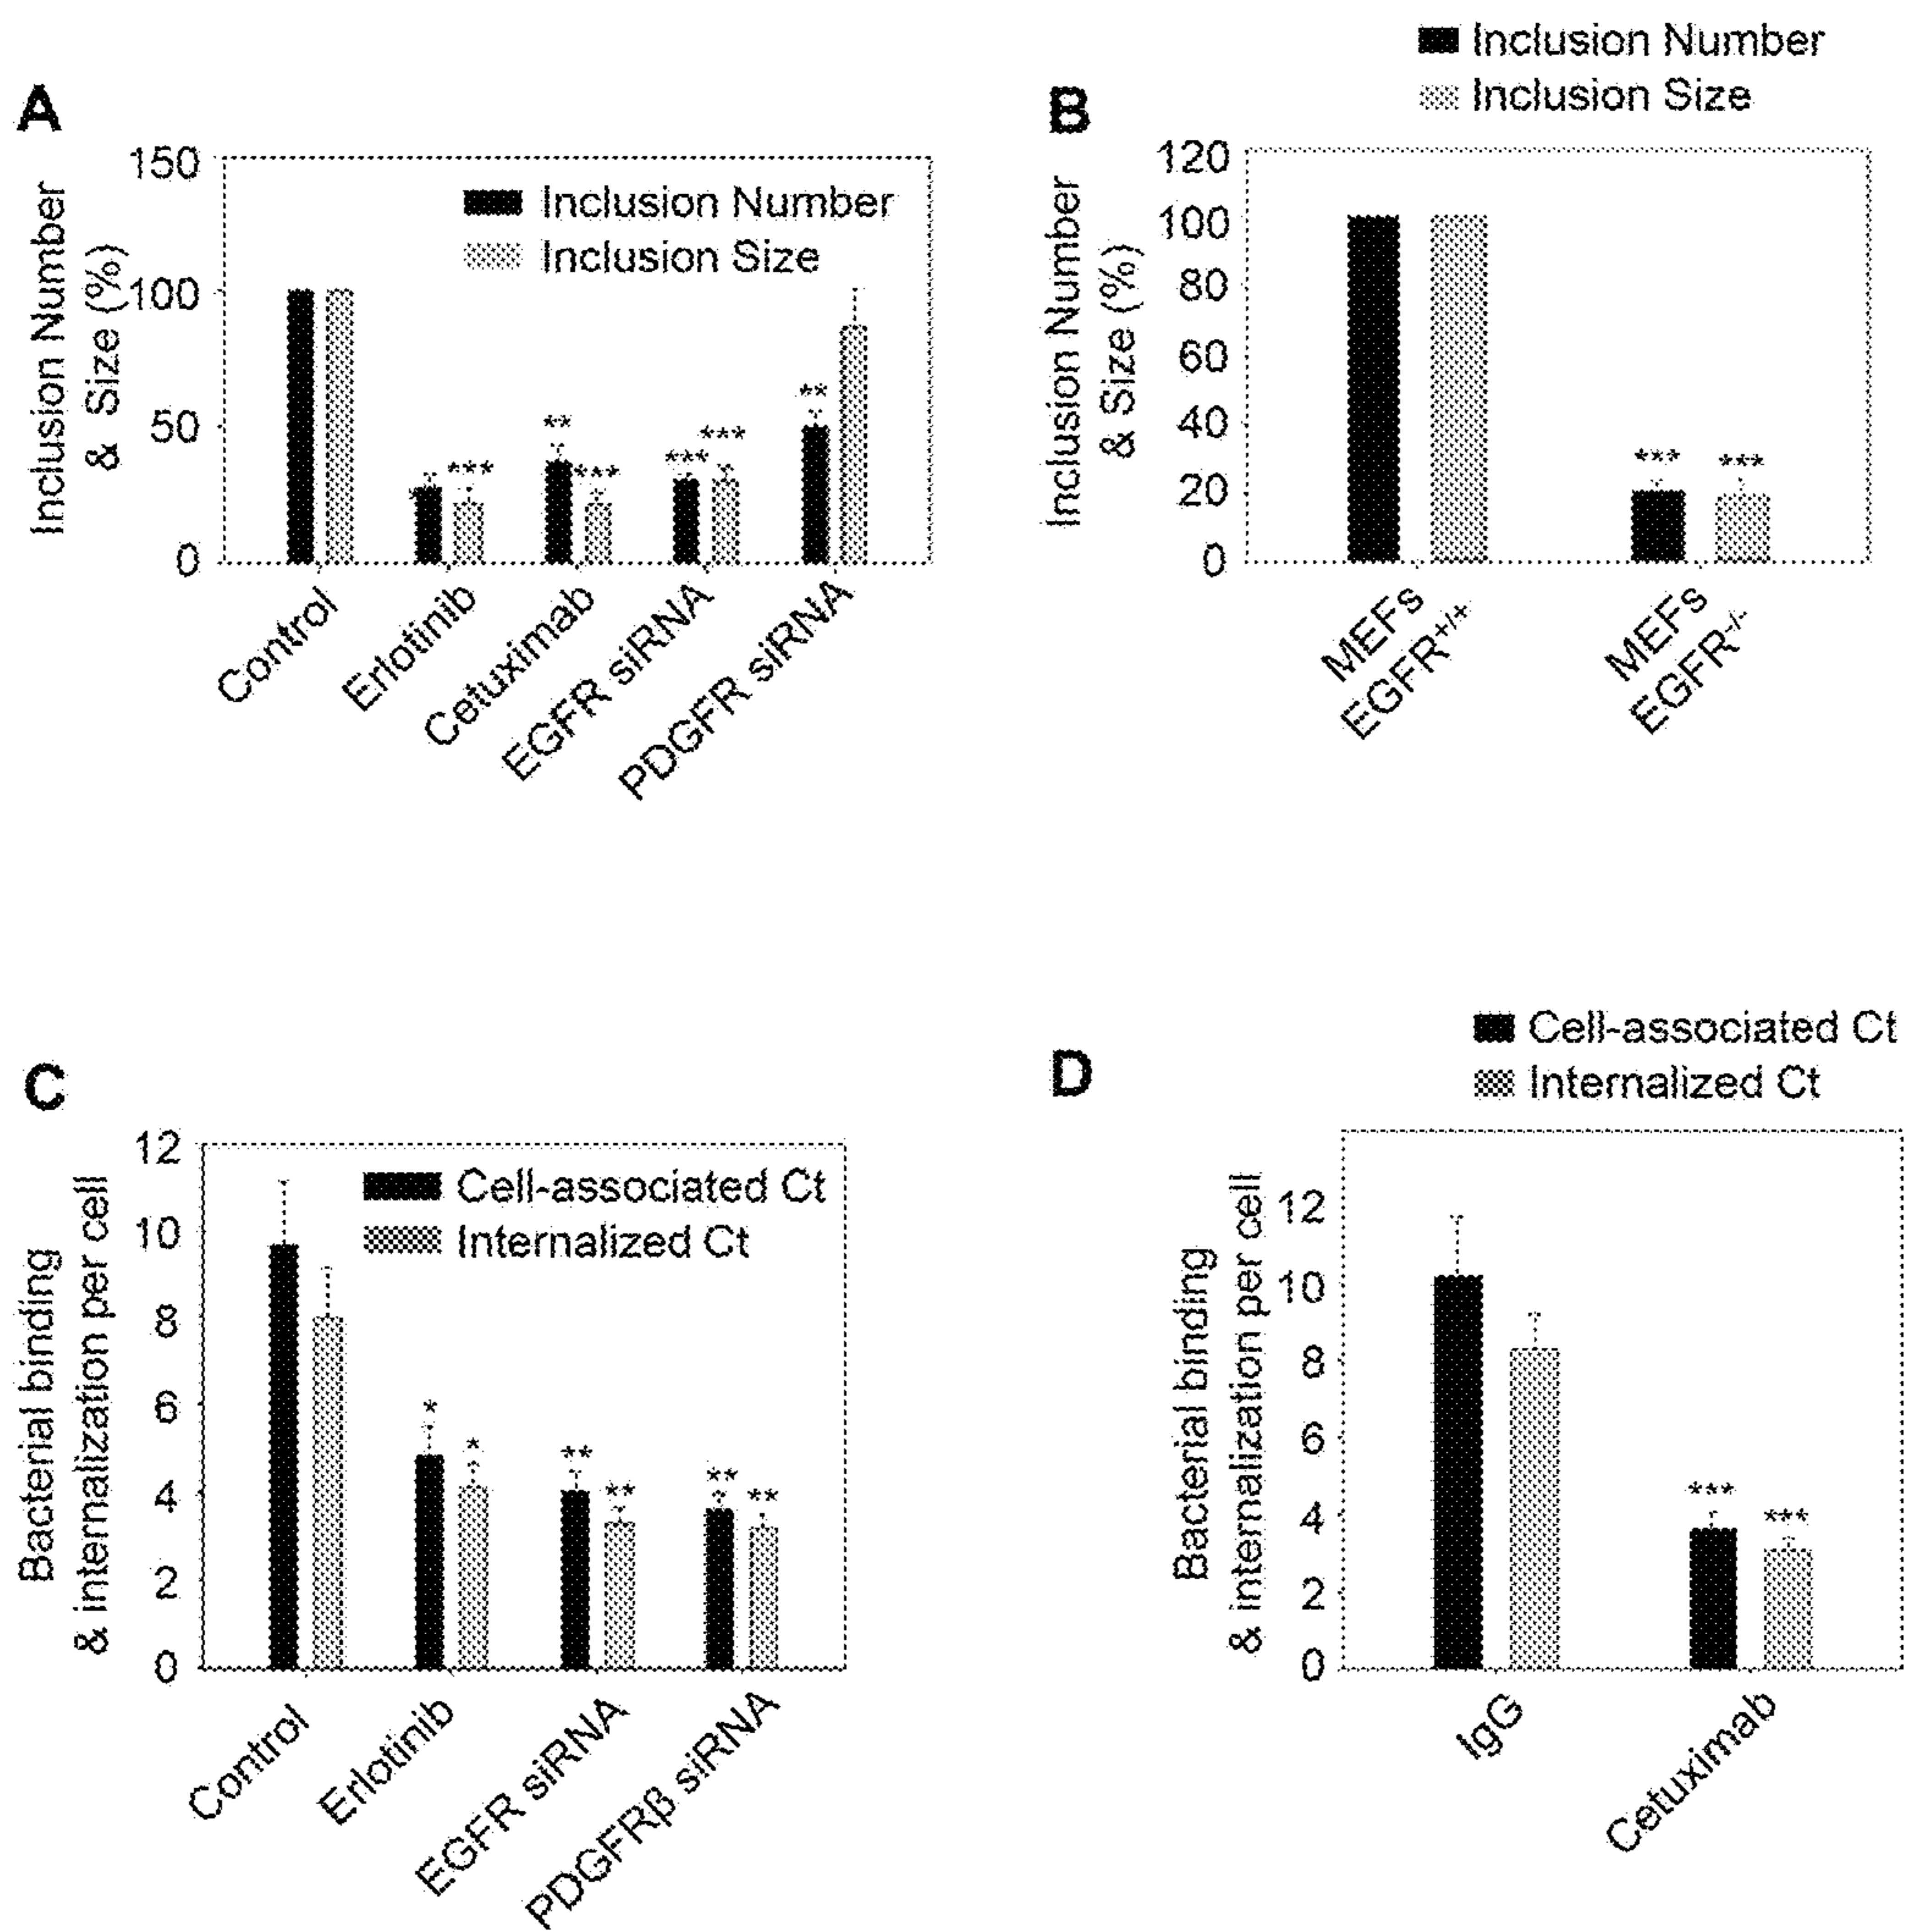 A
Inclusion Number
& Size (%)
150
100
50
0
Inclusion Number
Inclusion Size
***
**
***
***
***
**
Control
Erlotinib
Cetuximab
EGFR siRNA
PDGFR siRNA
B
Inclusion Number
Inclusion Size
Inclusion Number
& Size (%)
120
100
80
60
40
20
0
***
***
MEFs
EGFR+/+
MEFs
EGFR-/-
C
Bacterial binding
& internalization per cell
12
10
8
6
4
2
0
Cell-associated Ct
Internalized Ct
*
*
**
**
**
**
Control
Erlotinib
EGFR siRNA
PDGFRβ siRNA
D
Cell-associated Ct
Internalized Ct
Bacterial binding
& internalization per cell
12
10
8
6
4
2
0
***
***
IgG
Cetuximab